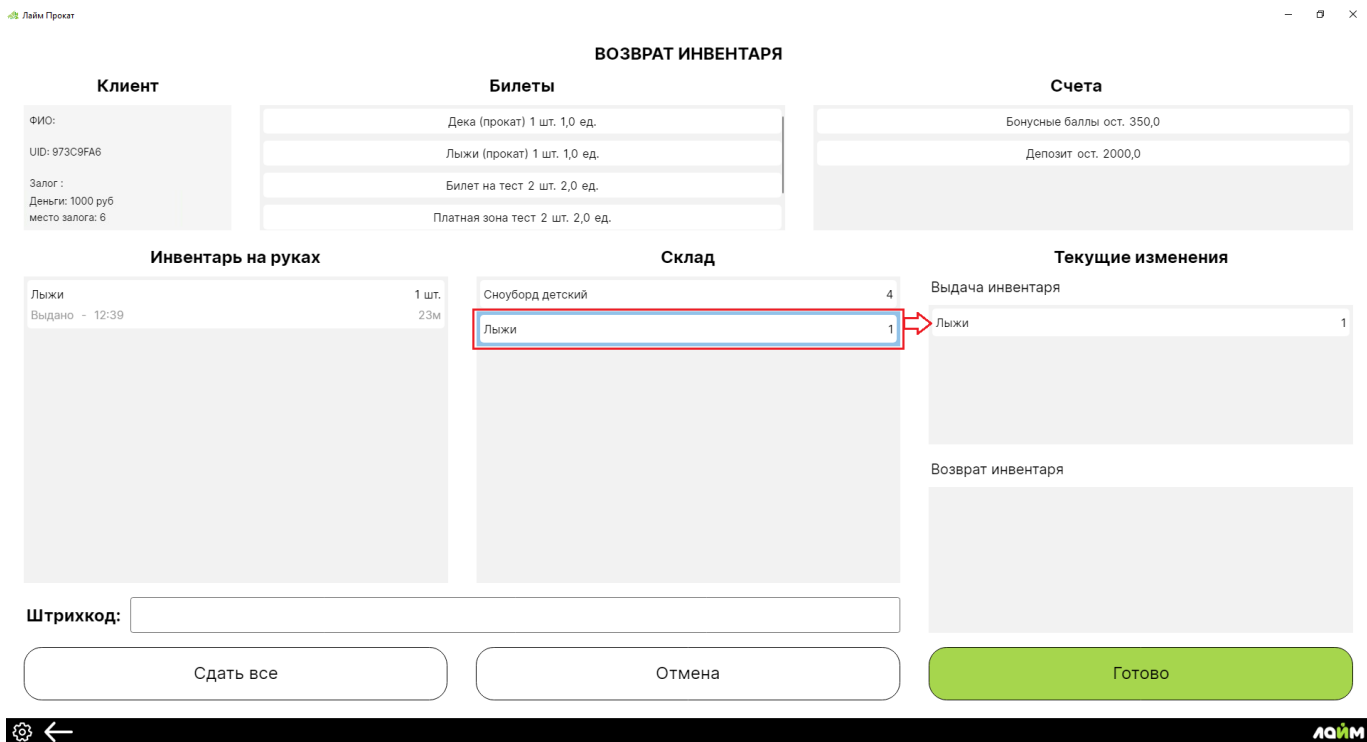 Лайм Прокат
ВОЗВРАТ ИНВЕНТАРЯ
Клиент
ФИО:
UID: 973C9FA6
Залог :
Деньги: 1000 руб
место залога: 6
Билеты
Дека (прокат) 1 шт. 1,0 ед.
Лыжи (прокат) 1 шт. 1,0 ед.
Билет на тест 2 шт. 2,0 ед.
Платная зона тест 2 шт. 2,0 ед.
Счета
Бонусные баллы ост. 350,0
Депозит ост. 2000,0
Инвентарь на руках
Лыжи 1 шт.
Выдано - 12:39 23м
Склад
Сноуборд детский 4
Лыжи 1
Текущие изменения
Выдача инвентаря
Лыжи 1
Возврат инвентаря
Штрихкод:
Сдать все
Отмена
Готово
лайм